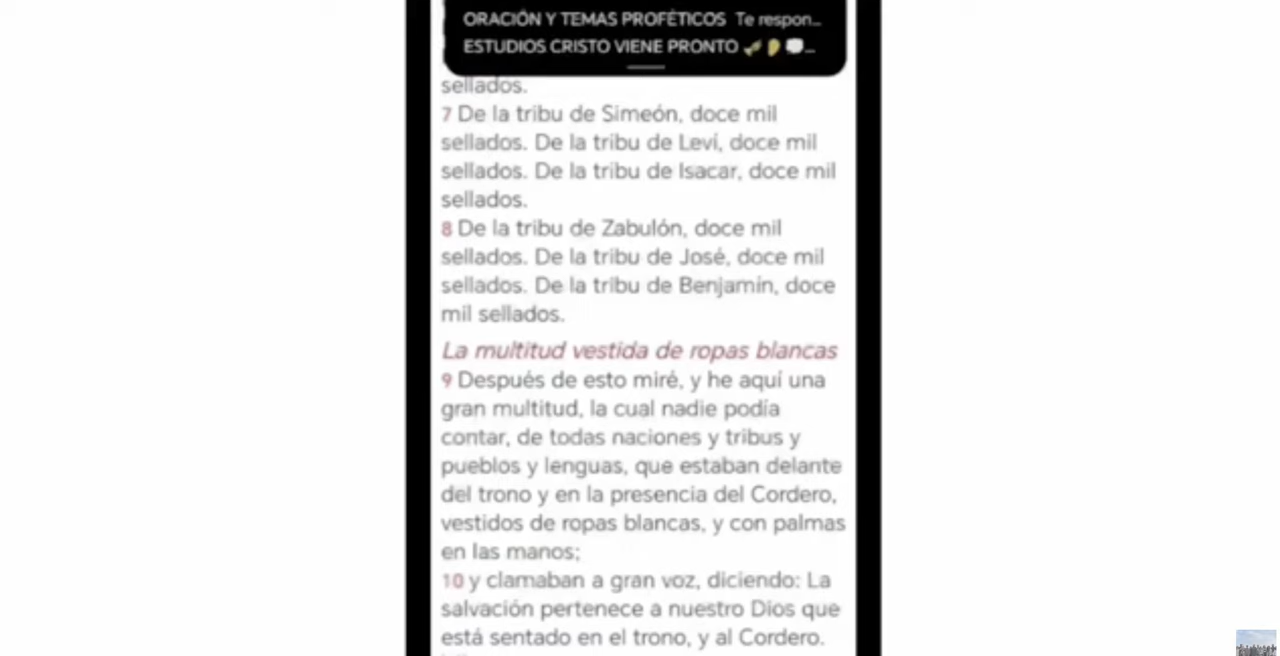 ORACIÓN Y TEMAS PROFÉTICOS Te respon...
ESTUDIOS CRISTO VIENE PRONTO
sellados.
7 De la tribu de Simeón, doce mil
sellados. De la tribu de Leví, doce mil
sellados. De la tribu de Isacar, doce mil
sellados.
8 De la tribu de Zabulón, doce mil
sellados. De la tribu de José, doce mil
sellados. De la tribu de Benjamín, doce
mil sellados.
La multitud vestida de ropas blancas
9 Después de esto miré, y he aquí una
gran multitud, la cual nadie podía
contar, de todas naciones y tribus y
pueblos y lenguas, que estaban delante
del trono y en la presencia del Cordero,
vestidos de ropas blancas, y con palmas
en las manos;
10 y clamaban a gran voz, diciendo: La
salvación pertenece a nuestro Dios que
está sentado en el trono, y al Cordero.